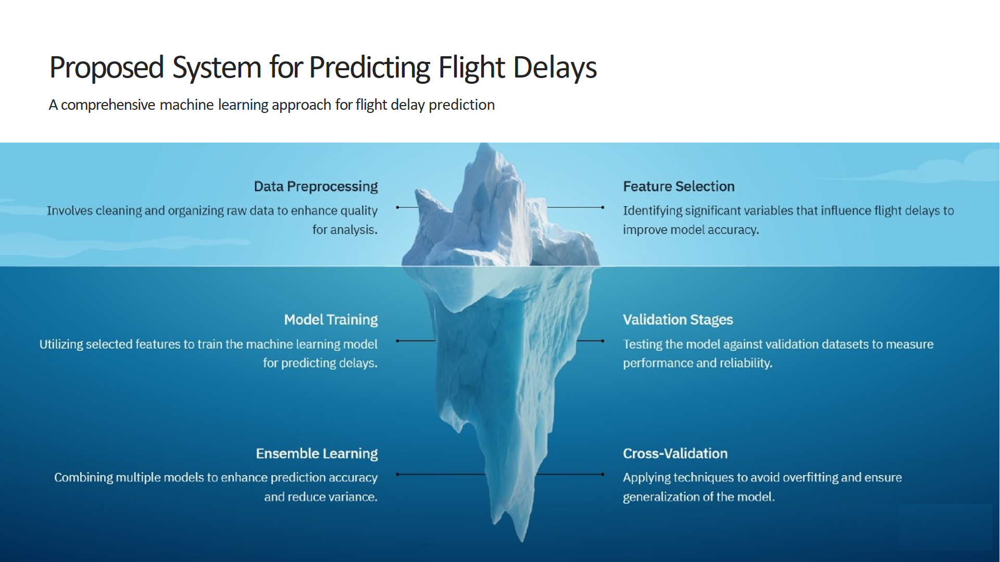 Proposed System for Predicting Flight Delays
A comprehensive machine learning approach for flight delay prediction
Data Preprocessing
Involves cleaning and organizing raw data to enhance quality
for analysis.
Feature Selection
Identifying significant variables that influence flight delays to
improve model accuracy.
Model Training
Utilizing selected features to train the machine learning model
for predicting delays.
Validation Stages
Testing the model against validation datasets to measure
performance and reliability.
Ensemble Learning
Combining multiple models to enhance prediction accuracy
and reduce variance.
Cross-Validation
Applying techniques to avoid overfitting and ensure
generalization of the model.